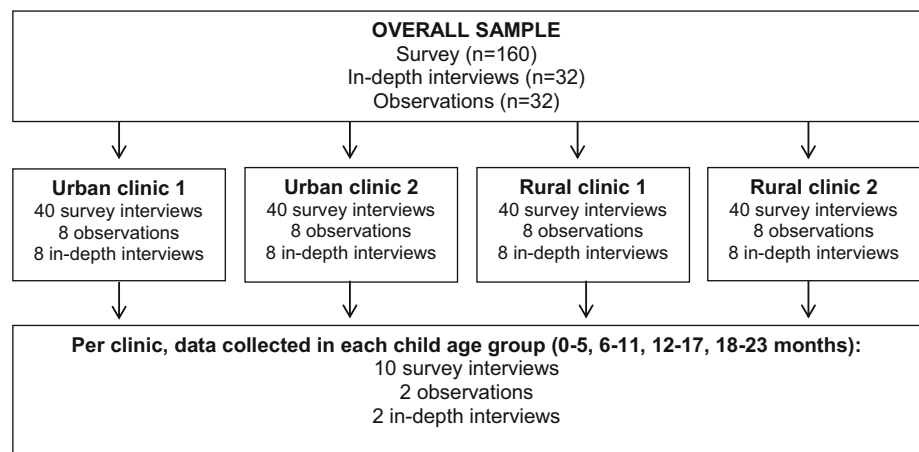 OVERALL SAMPLE
Survey (n=160)
In-depth interviews (n=32)
Observations (n=32)
Urban clinic 1
40 survey interviews
8 observations
8 in-depth interviews
Urban clinic 2
40 survey interviews
8 observations
8 in-depth interviews
Rural clinic 1
40 survey interviews
8 observations
8 in-depth interviews
Rural clinic 2
40 survey interviews
8 observations
8 in-depth interviews
Per clinic, data collected in each child age group (0-5, 6-11, 12-17, 18-23 months):
10 survey interviews
2 observations
2 in-depth interviews